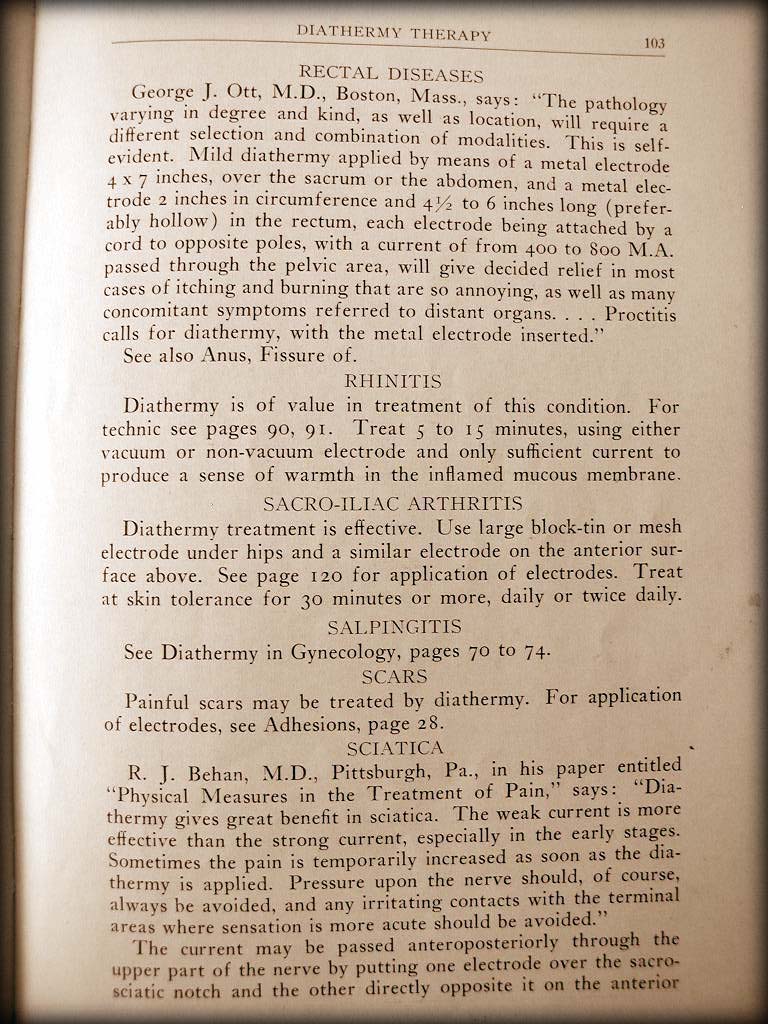 DIATHERMY THERAPY 103
RECTAL DISEASES
George J. Ott, M.D., Boston, Mass., says: "The pathology
varying in degree and kind, as well as location, will require a
different selection and combination of modalities. This is self-
evident. Mild diathermy applied by means of a metal electrode
4 x 7 inches, over the sacrum or the abdomen, and a metal elec-
trode 2 inches in circumference and 4½ to 6 inches long (prefer-
ably hollow) in the rectum, each electrode being attached by a
cord to opposite poles, with a current of from 400 to 800 M.A.
passed through the pelvic area, will give decided relief in most
cases of itching and burning that are so annoying, as well as many
concomitant symptoms referred to distant organs. . . . Proctitis
calls for diathermy, with the metal electrode inserted."
See also Anus, Fissure of.
RHINITIS
Diathermy is of value in treatment of this condition. For
technic see pages 90, 91. Treat 5 to 15 minutes, using either
vacuum or non-vacuum electrode and only sufficient current to
produce a sense of warmth in the inflamed mucous membrane.
SACRO-ILIAC ARTHRITIS
Diathermy treatment is effective. Use large block-tin or mesh
electrode under hips and a similar electrode on the anterior sur-
face above. See page 120 for application of electrodes. Treat
at skin tolerance for 30 minutes or more, daily or twice daily.
SALPINGITIS
See Diathermy in Gynecology, pages 70 to 74.
SCARS
Painful scars may be treated by diathermy. For application
of electrodes, see Adhesions, page 28.
SCIATICA
R. J. Behan, M.D., Pittsburgh, Pa., in his paper entitled
"Physical Measures in the Treatment of Pain," says: "Dia-
thermy gives great benefit in sciatica. The weak current is more
effective than the strong current, especially in the early stages.
Sometimes the pain is temporarily increased as soon as the dia-
thermy is applied. Pressure upon the nerve should, of course,
always be avoided, and any irritating contacts with the terminal
areas where sensation is more acute should be avoided."
The current may be passed anteroposteriorly through the
upper part of the nerve by putting one electrode over the sacro-
sciatic notch and the other directly opposite it on the anterior